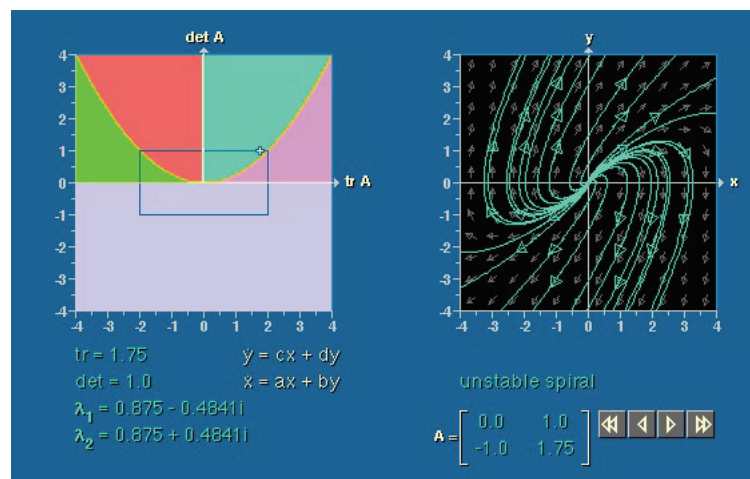 det A
4
3
2
1
0
-1
-2
-3
-4
-4 -3 -2 -1 0 1 2 3 4
tr A
y
4
3
2
1
0
-1
-2
-3
-4
-4 -3 -2 -1 0 1 2 3 4
x
tr = 1.75
ẏ = cx + dy
det = 1.0
ẋ = ax + by
λ1 = 0.875 - 0.4841i
λ2 = 0.875 + 0.4841i
unstable spiral
A =
0.0 1.0
-1.0 1.75